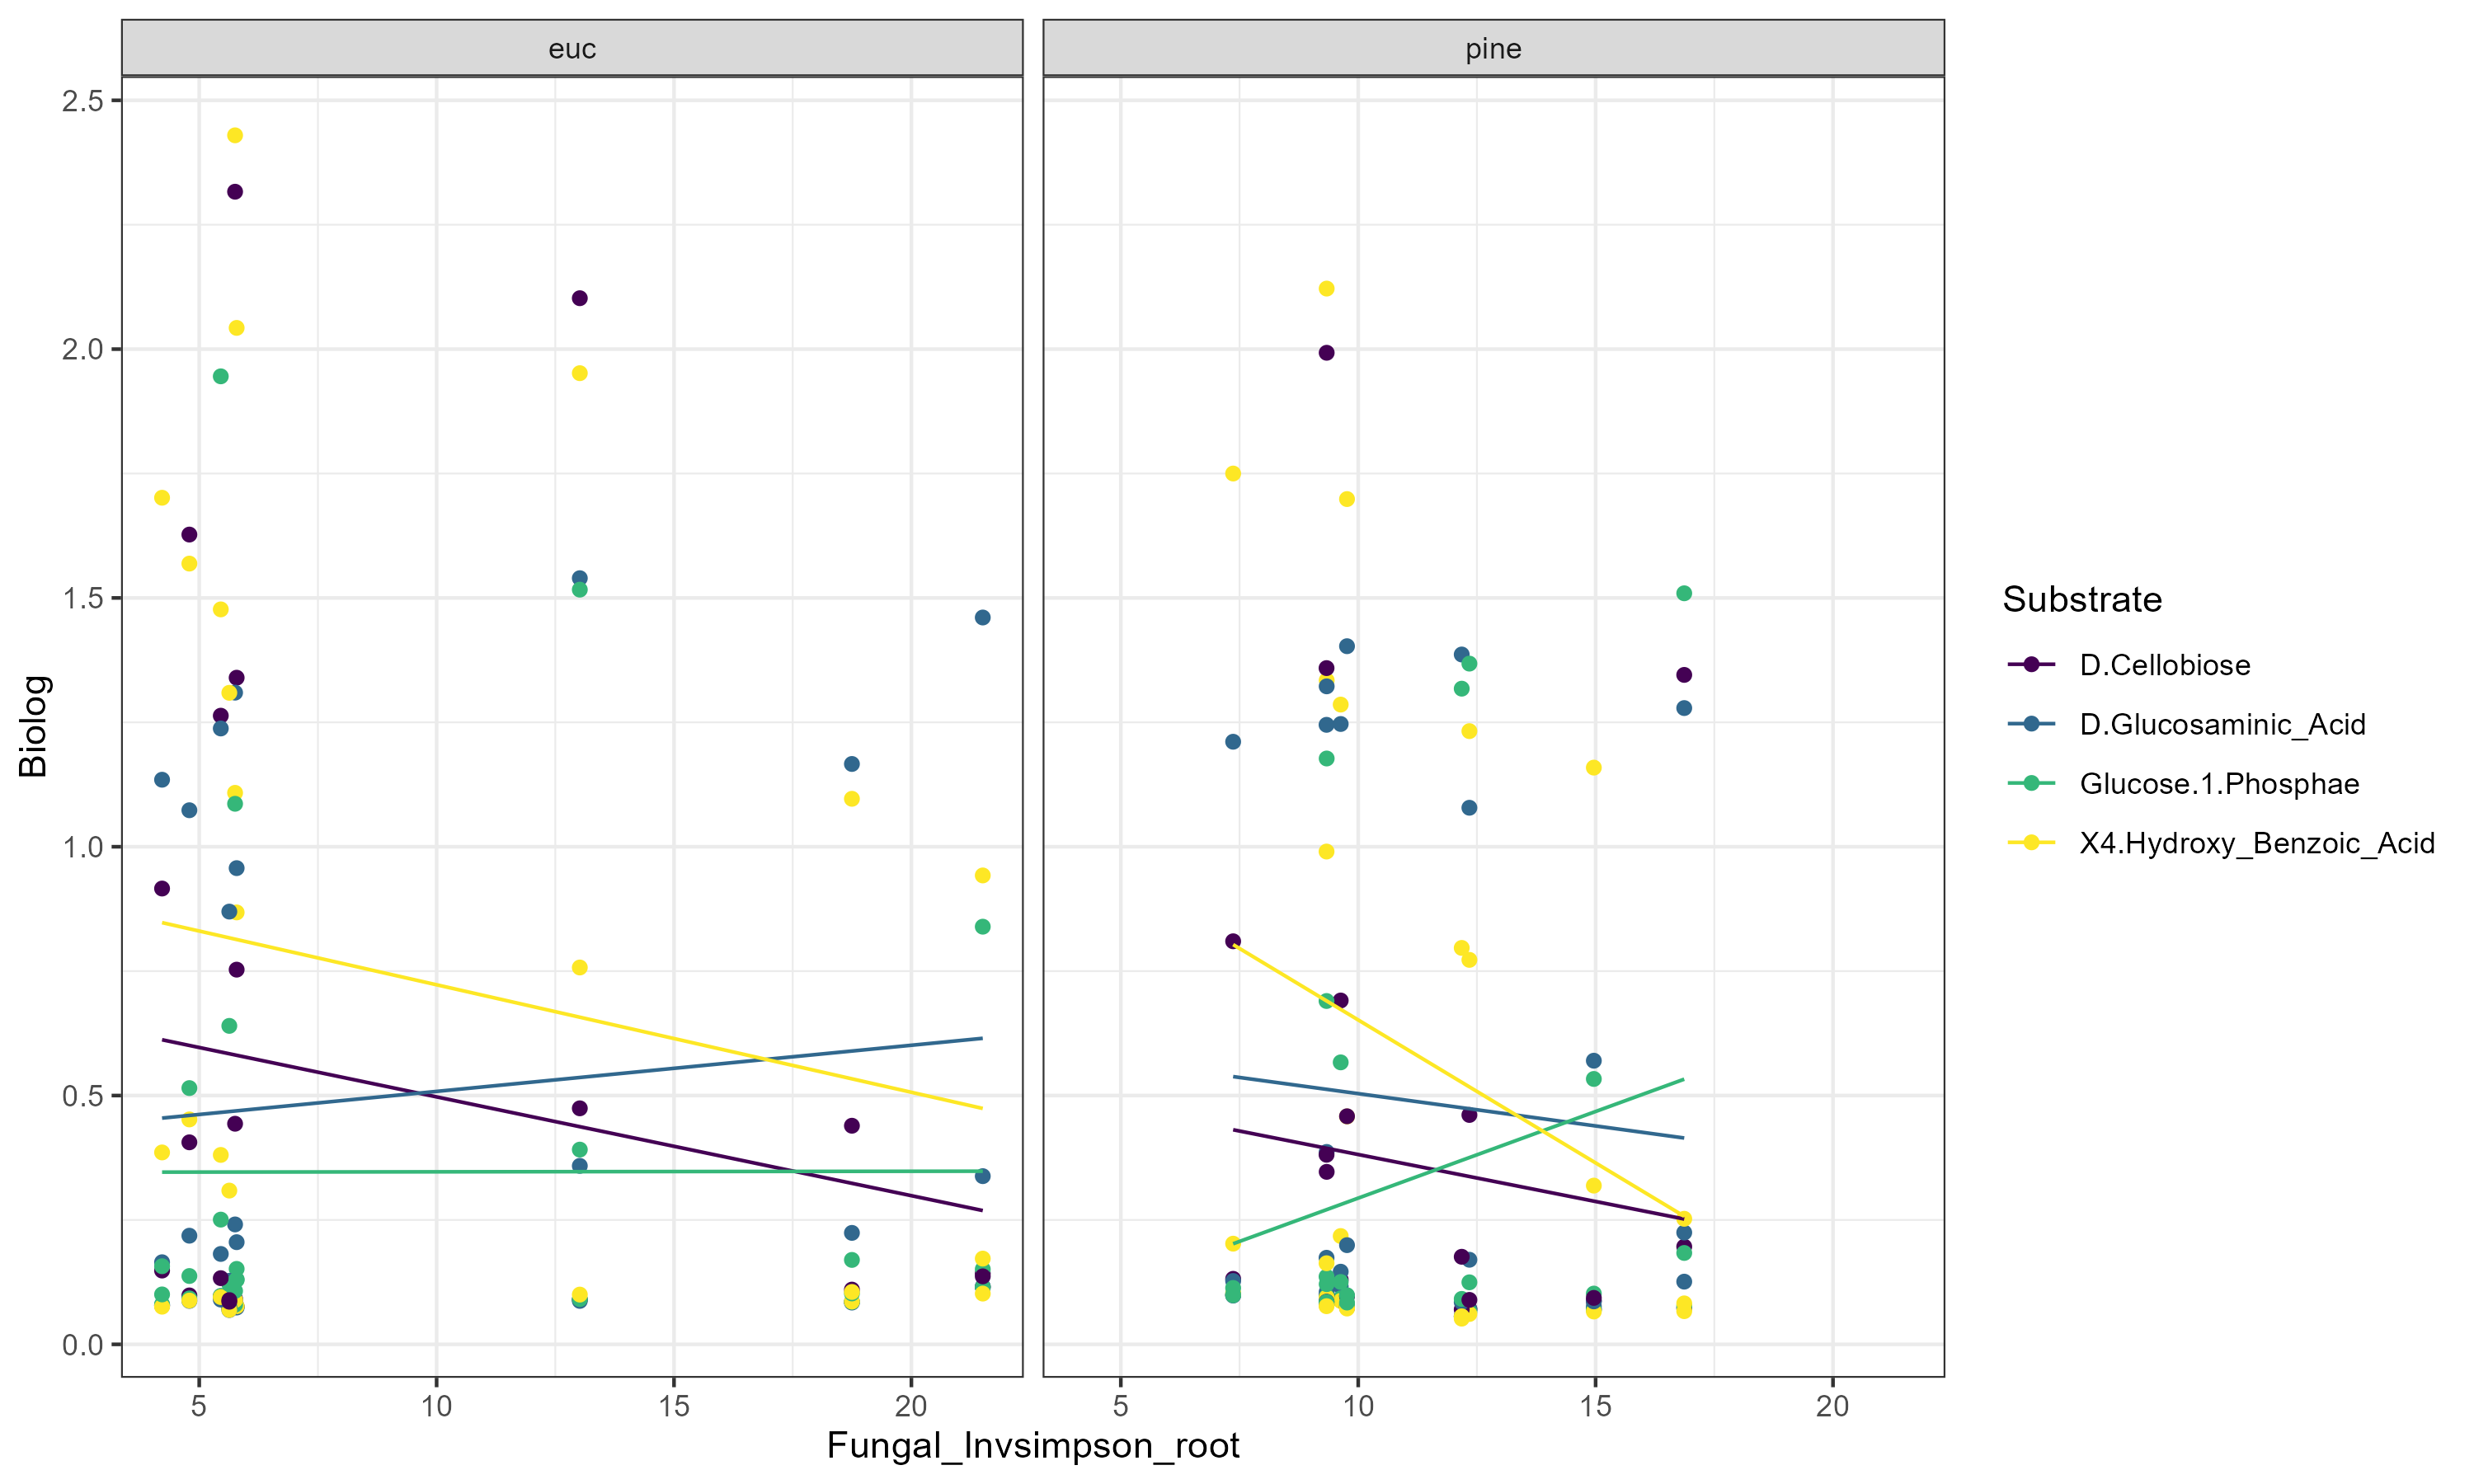 euc
pine
2.5
2.0
1.5
1.0
0.5
0.0
Biolog
5 10 15 20
5 10 15 20
Fungal_Invsimpson_root
Substrate
D.Cellobiose
D.Glucosaminic_Acid
Glucose.1.Phosphae
X4.Hydroxy_Benzoic_Acid